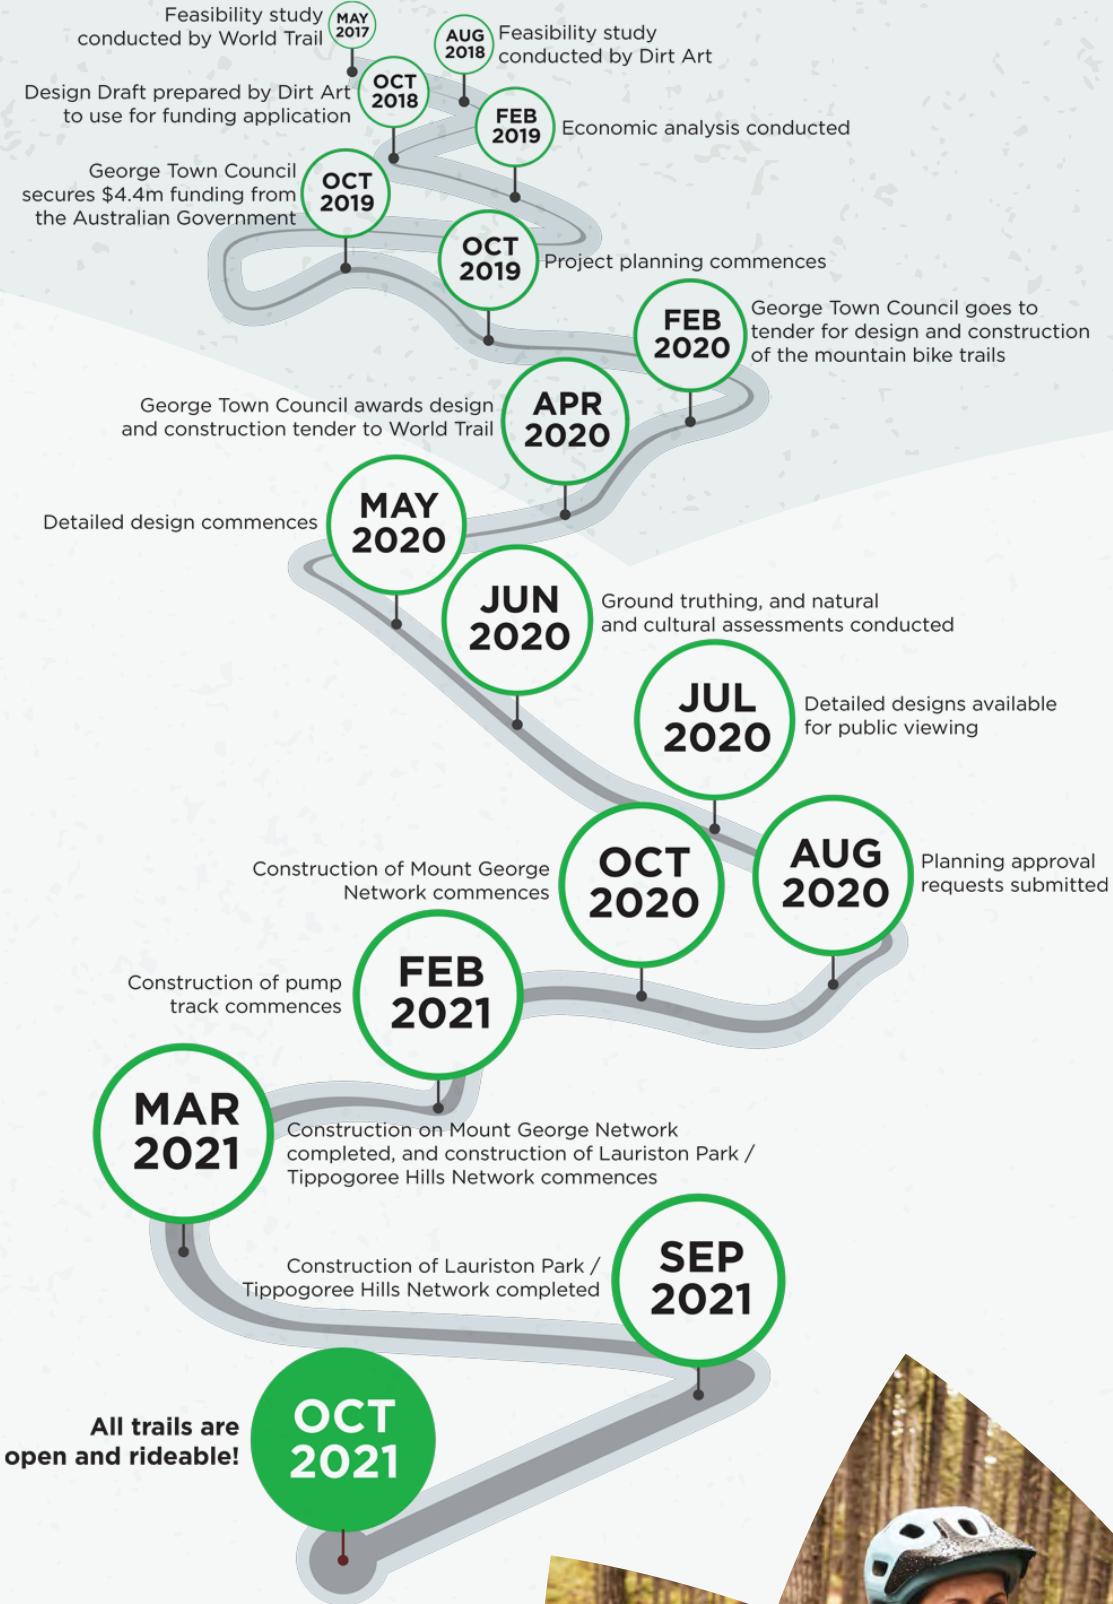 MAY
2017
Feasibility study
conducted by World Trail
AUG
2018
Feasibility study
conducted by Dirt Art
OCT
2018
Design Draft prepared by Dirt Art
to use for funding application
FEB
2019
Economic analysis conducted
OCT
2019
George Town Council
secures $4.4m funding from
the Australian Government
OCT
2019
Project planning commences
FEB
2020
George Town Council goes to
tender for design and construction
of the mountain bike trails
APR
2020
George Town Council awards design
and construction tender to World Trail
MAY
2020
Detailed design commences
JUN
2020
Ground truthing, and natural
and cultural assessments conducted
JUL
2020
Detailed designs available
for public viewing
AUG
2020
Planning approval
requests submitted
OCT
2020
Construction of Mount George
Network commences
FEB
2021
Construction of pump
track commences
MAR
2021
Construction on Mount George Network
completed, and construction of Lauriston Park /
Tippogoree Hills Network commences
SEP
2021
Construction of Lauriston Park /
Tippogoree Hills Network completed
OCT
2021
All trails are
open and rideable!